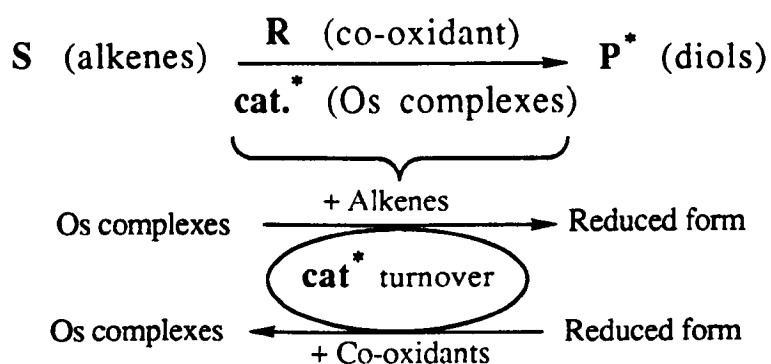 R (co-oxidant)
S (alkenes) P* (diols)
cat.* (Os complexes)
+ Alkenes
Os complexes Reduced form
cat* turnover
Os complexes Reduced form
+ Co-oxidants